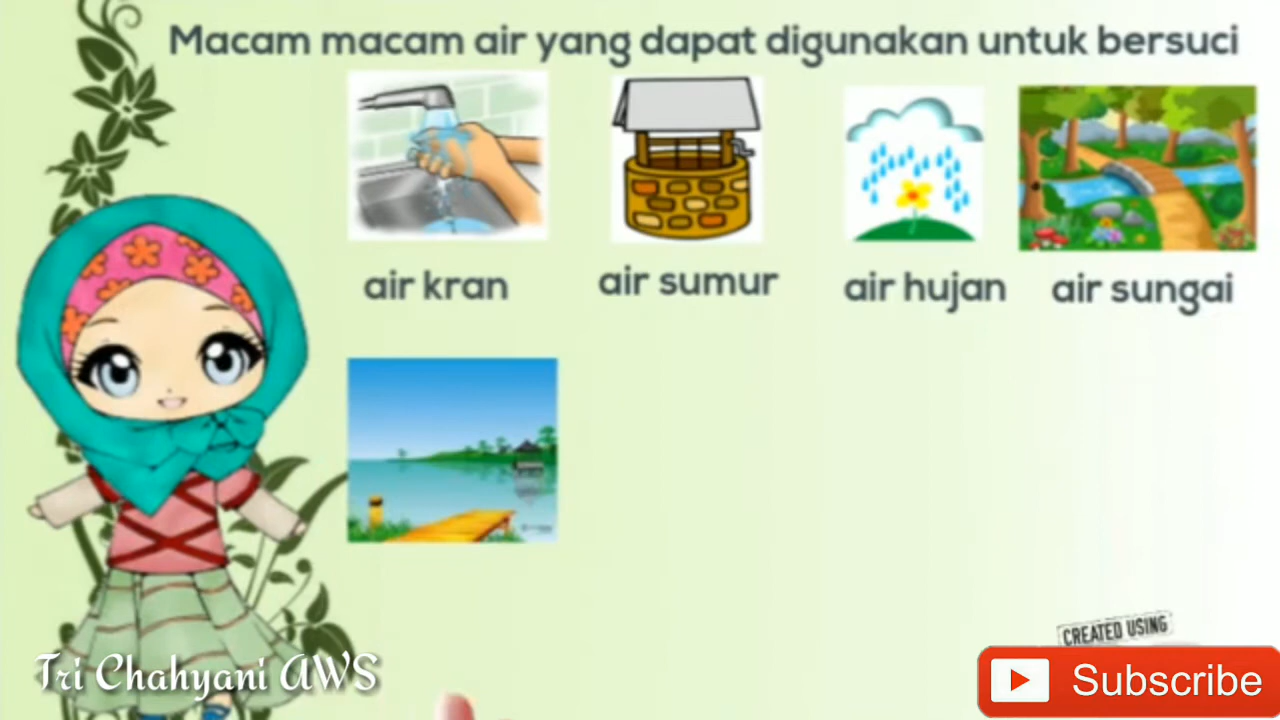 Macam macam air yang dapat digunakan untuk bersuci
air kran
air sumur
air hujan
air sungai
Tri Chahyani AWS
CREATED USING
Subscribe